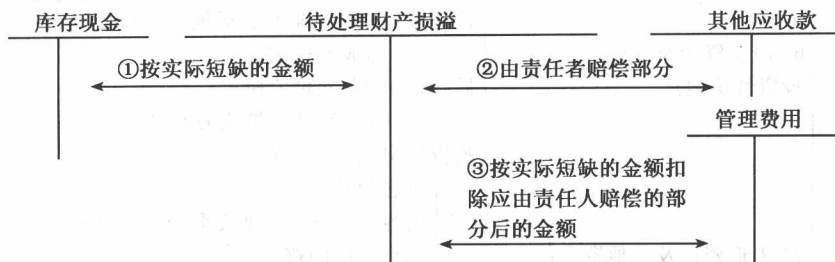 库存现金
待处理财产损溢
其他应收款
①按实际短缺的金额
②由责任者赔偿部分
管理费用
③按实际短缺的金额扣
除应由责任人赔偿的部
分后的金额